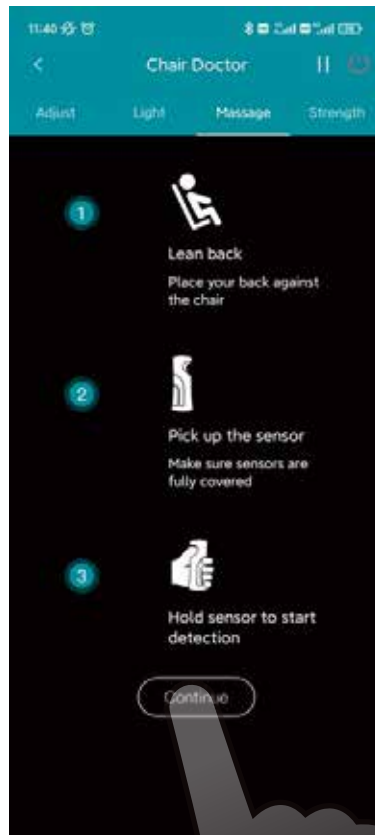 11:40
Chair Doctor
Adjust Light Massage Strength
1
Lean back
Place your back against
the chair
2
Pick up the sensor
Make sure sensors are
fully covered
3
Hold sensor to start
detection
Continue